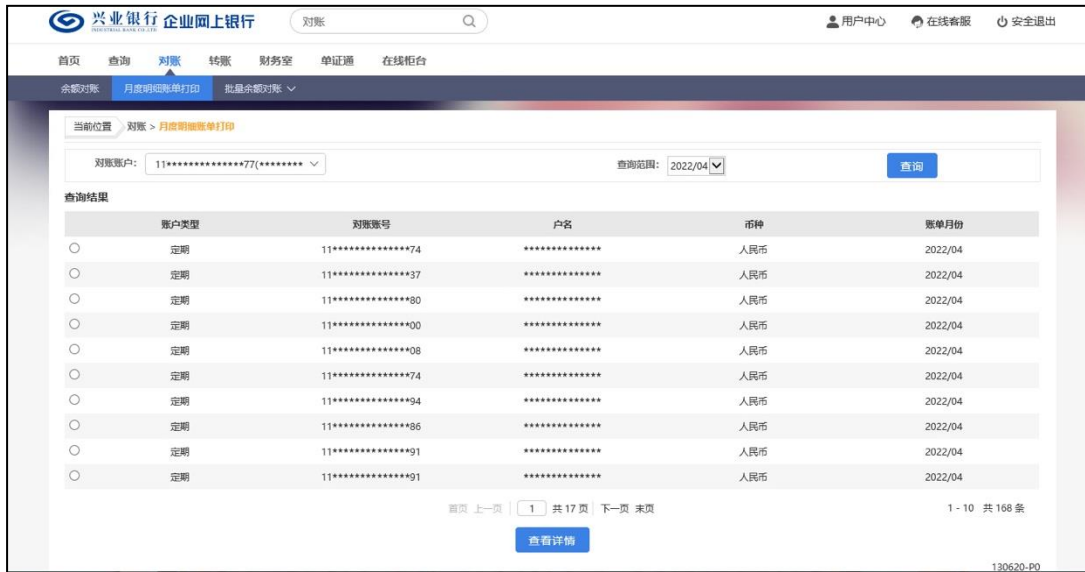 兴业银行 企业网上银行 对账 用户中心 在线客服 安全退出
INDUSTRIAL BANK CO.,LTD.
首页 查询 对账 转账 财务室 单证通 在线柜台
余额对账 月度明细账单打印 批量余额对账
当前位置 对账 > 月度明细账单打印
对账账户： 11**************77(******** 查询范围： 2022/04 查询
查询结果
账户类型 对账账号 户名 币种 账单月份
定期 11**************74 ************** 人民币 2022/04
定期 11**************37 ************** 人民币 2022/04
定期 11**************80 ************** 人民币 2022/04
定期 11**************00 ************** 人民币 2022/04
定期 11**************08 ************** 人民币 2022/04
定期 11**************74 ************** 人民币 2022/04
定期 11**************94 ************** 人民币 2022/04
定期 11**************86 ************** 人民币 2022/04
定期 11**************91 ************** 人民币 2022/04
定期 11**************91 ************** 人民币 2022/04
首页 上一页 1 共 17 页 下一页 末页 1 - 10 共 168 条
查看详情
130620-P0